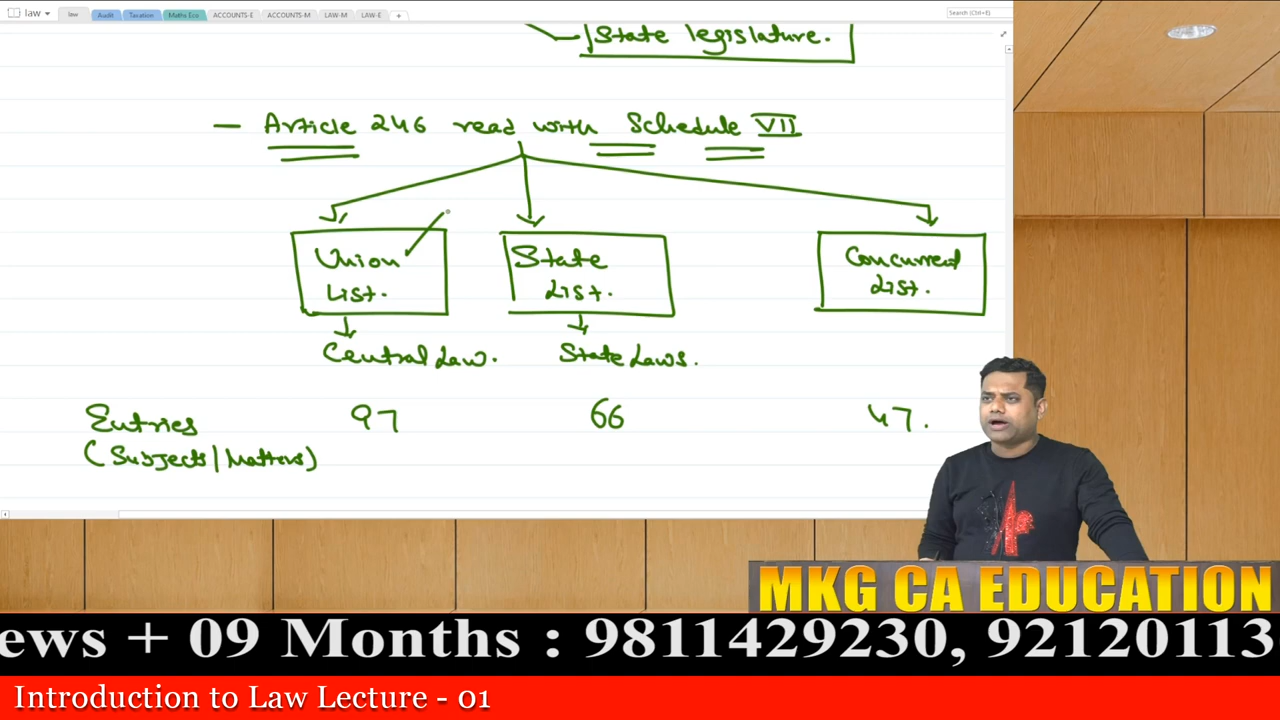 law
law
Audit
Taxation
Maths Eco
ACCOUNTS-E
ACCOUNTS-M
LAW-M
LAW-E
+
Search (Ctrl+E)
State legislature.
— Article 246 read with Schedule VII
Union List.
State List.
Concurrent List.
Central Law.
State Laws.
Entries 97 66 47.
(Subjects/Matters)
MKG CA EDUCATION
ews + 09 Months : 9811429230, 92120113
Introduction to Law Lecture - 01